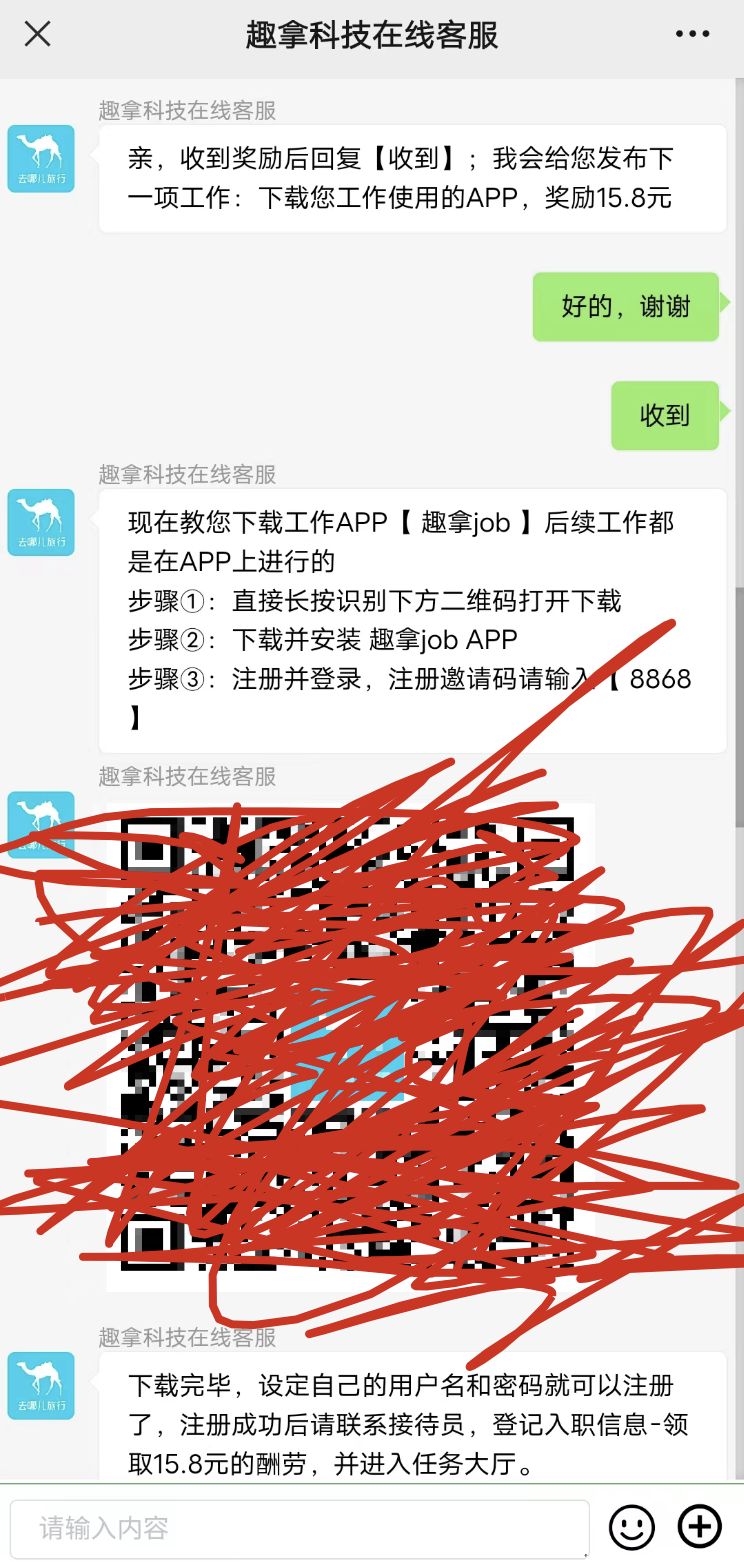 趣拿科技在线客服
趣拿科技在线客服
去哪儿旅行
亲，收到奖励后回复【收到】；我会给您发布下
一项工作：下载您工作使用的APP，奖励15.8元
好的，谢谢
收到
趣拿科技在线客服
去哪儿旅行
现在教您下载工作APP【 趣拿job 】后续工作都
是在APP上进行的
步骤①：直接长按识别下方二维码打开下载
步骤②：下载并安装 趣拿job APP
步骤③：注册并登录，注册邀请码请输入【 8868
】
趣拿科技在线客服
趣拿科技在线客服
去哪儿旅行
下载完毕，设定自己的用户名和密码就可以注册
了，注册成功后请联系接待员，登记入职信息-领
取15.8元的酬劳，并进入任务大厅。
请输入内容